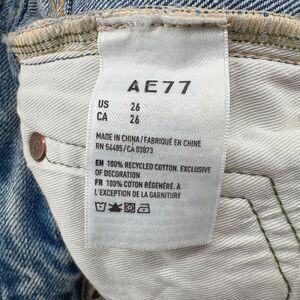 AE77
US 26
CA 26
MADE IN CHINA / FABRIQUÉ EN CHINE
RN 54485 / CA 03873
EN 100% RECYCLED COTTON. EXCLUSIVE
OF DECORATION
FR 100% COTON RÉGÉNÉRÉ. À
L'EXCEPTION DE LA GARNITURE